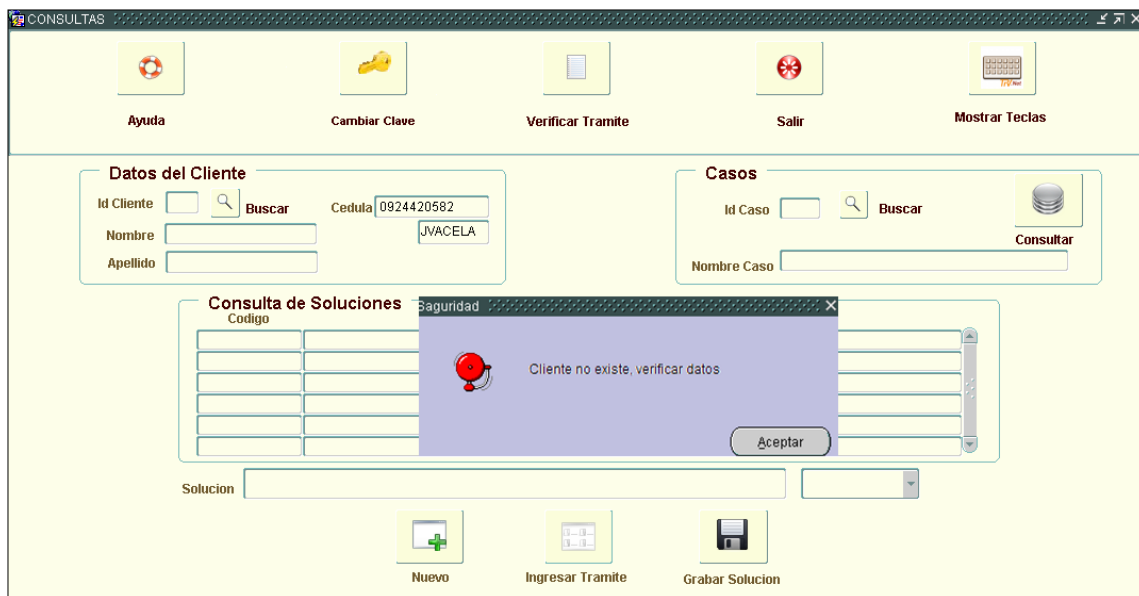 CONSULTAS
Ayuda
Cambiar Clave
Verificar Tramite
Salir
Mostrar Teclas
Datos del Cliente
Id Cliente
Buscar
Cedula 0924420582
Nombre
JVACELA
Apellido
Casos
Id Caso
Buscar
Consultar
Nombre Caso
Consulta de Soluciones
Codigo
Saguridad
Cliente no existe, verificar datos
Aceptar
Solucion
Nuevo
Ingresar Tramite
Grabar Solucion